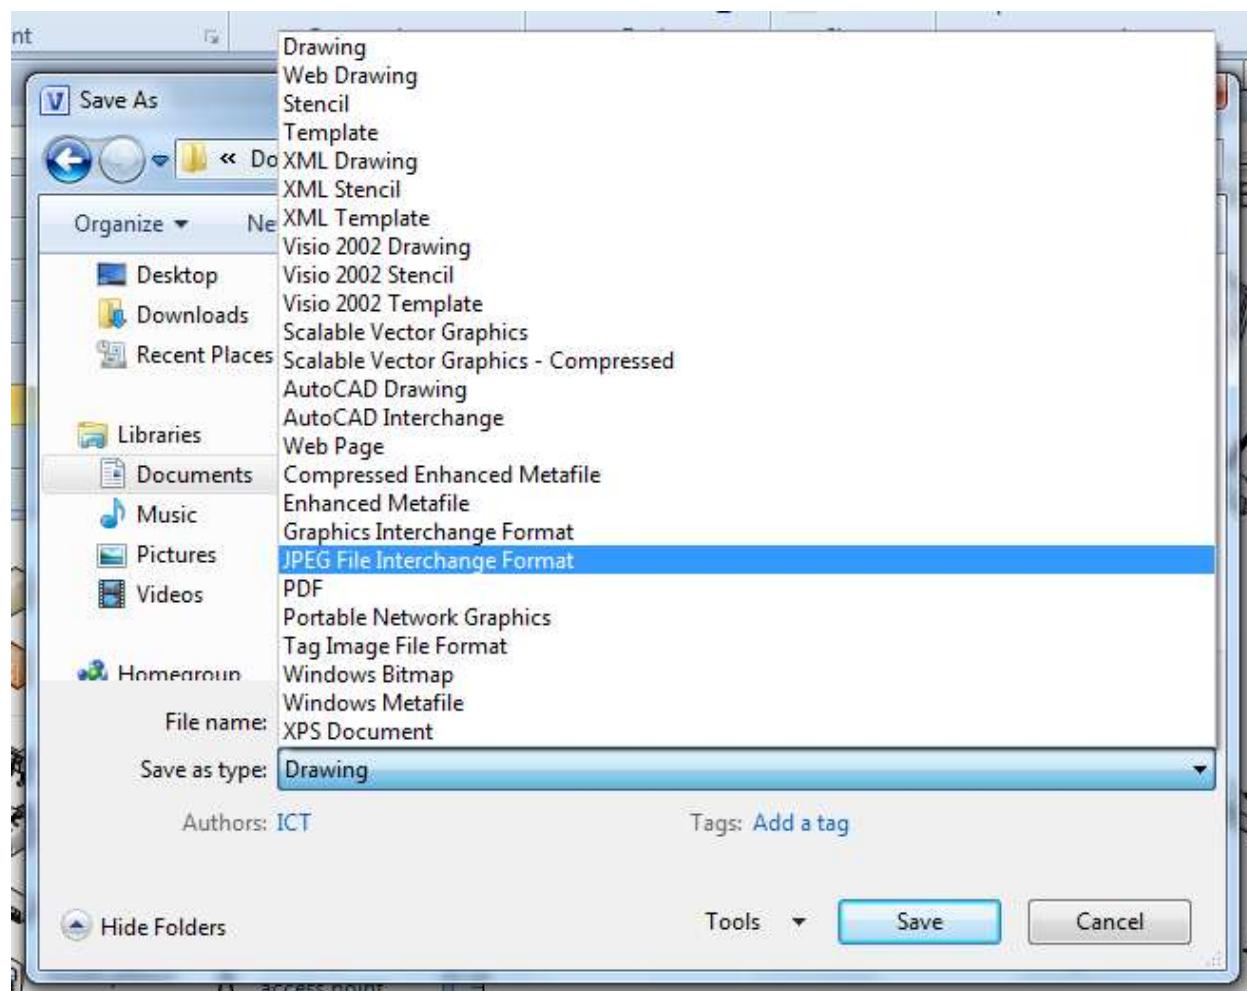 nt
Save As
« Do
Organize
Ne
Desktop
Downloads
Recent Places
Libraries
Documents
Music
Pictures
Videos
Homegroup
Drawing
Web Drawing
Stencil
Template
XML Drawing
XML Stencil
XML Template
Visio 2002 Drawing
Visio 2002 Stencil
Visio 2002 Template
Scalable Vector Graphics
Scalable Vector Graphics - Compressed
AutoCAD Drawing
AutoCAD Interchange
Web Page
Compressed Enhanced Metafile
Enhanced Metafile
Graphics Interchange Format
JPEG File Interchange Format
PDF
Portable Network Graphics
Tag Image File Format
Windows Bitmap
Windows Metafile
XPS Document
File name:
Save as type: Drawing
Authors: ICT
Tags: Add a tag
Hide Folders
Tools
Save
Cancel
access point